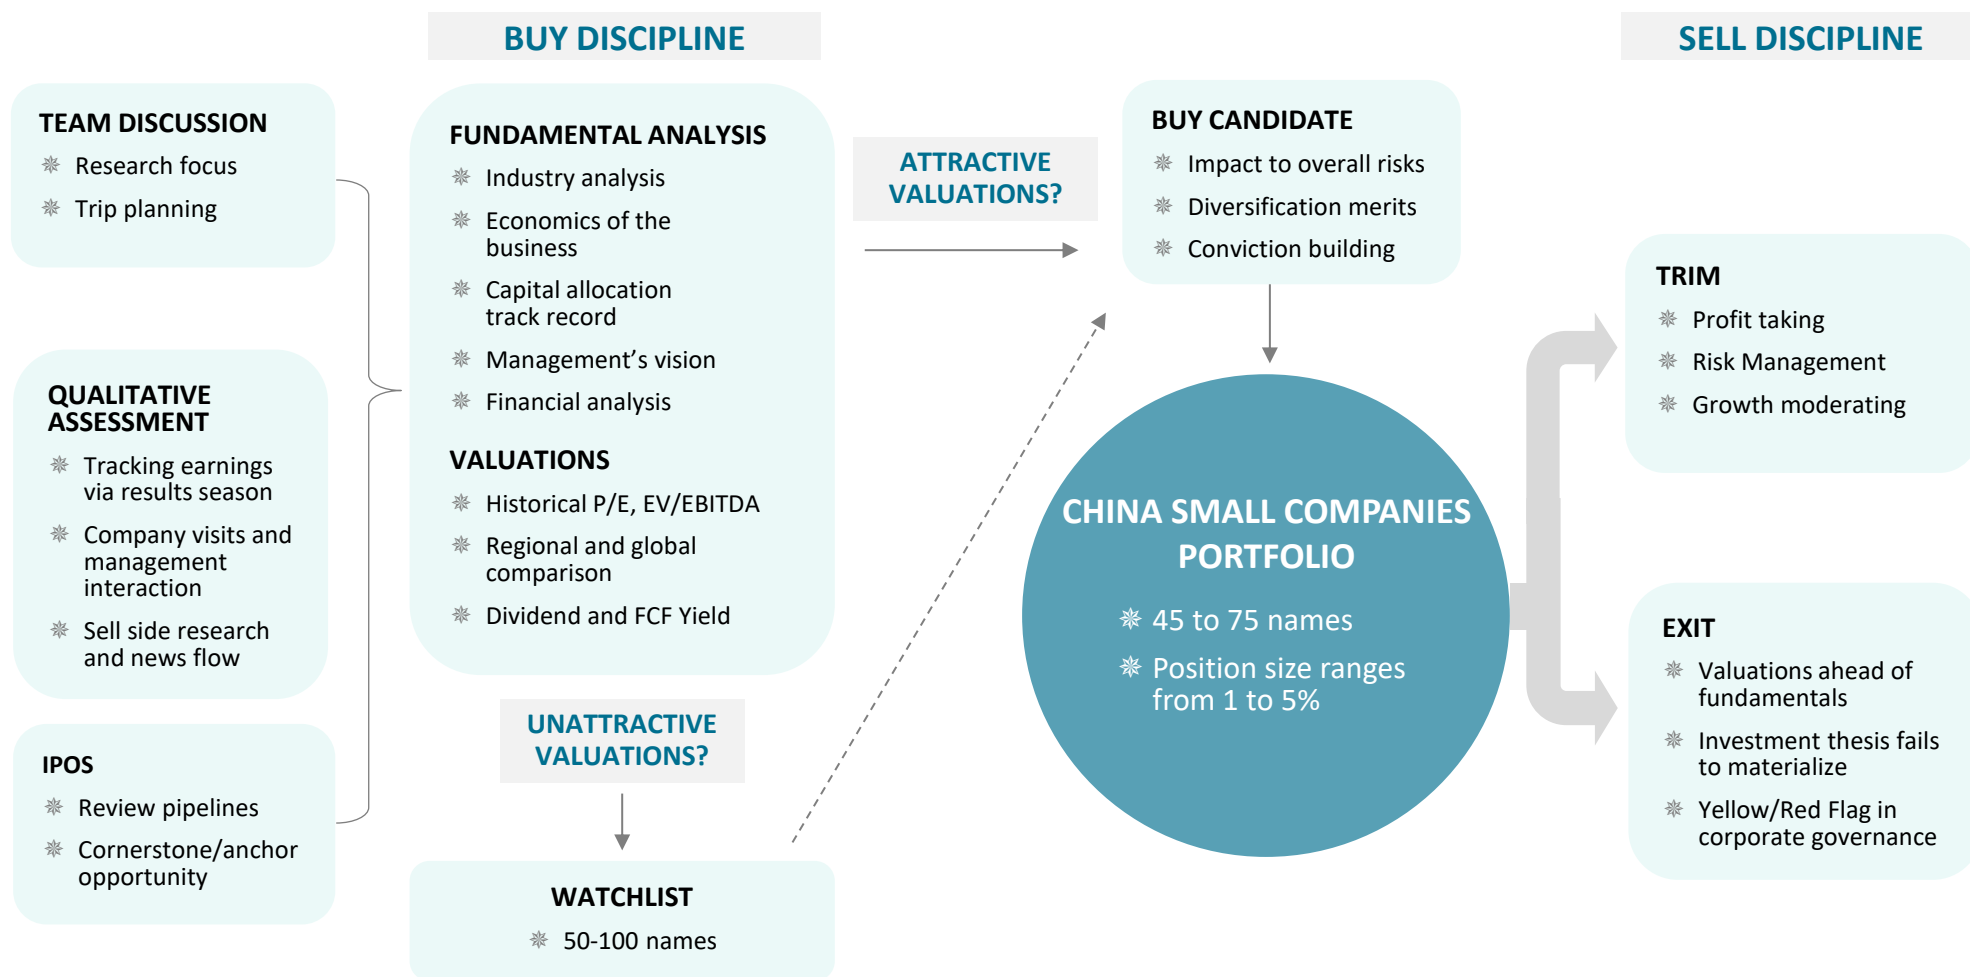 BUY DISCIPLINE
SELL DISCIPLINE
TEAM DISCUSSION
Research focus
Trip planning
QUALITATIVE
ASSESSMENT
Tracking earnings
via results season
Company visits and
management
interaction
Sell side research
and news flow
IPOS
Review pipelines
Cornerstone/anchor
opportunity
FUNDAMENTAL ANALYSIS
Industry analysis
Economics of the
business
Capital allocation
track record
Management’s vision
Financial analysis
VALUATIONS
Historical P/E, EV/EBITDA
Regional and global
comparison
Dividend and FCF Yield
UNATTRACTIVE
VALUATIONS?
WATCHLIST
50-100 names
ATTRACTIVE
VALUATIONS?
BUY CANDIDATE
Impact to overall risks
Diversification merits
Conviction building
CHINA SMALL COMPANIES
PORTFOLIO
45 to 75 names
Position size ranges
from 1 to 5%
TRIM
Profit taking
Risk Management
Growth moderating
EXIT
Valuations ahead of
fundamentals
Investment thesis fails
to materialize
Yellow/Red Flag in
corporate governance